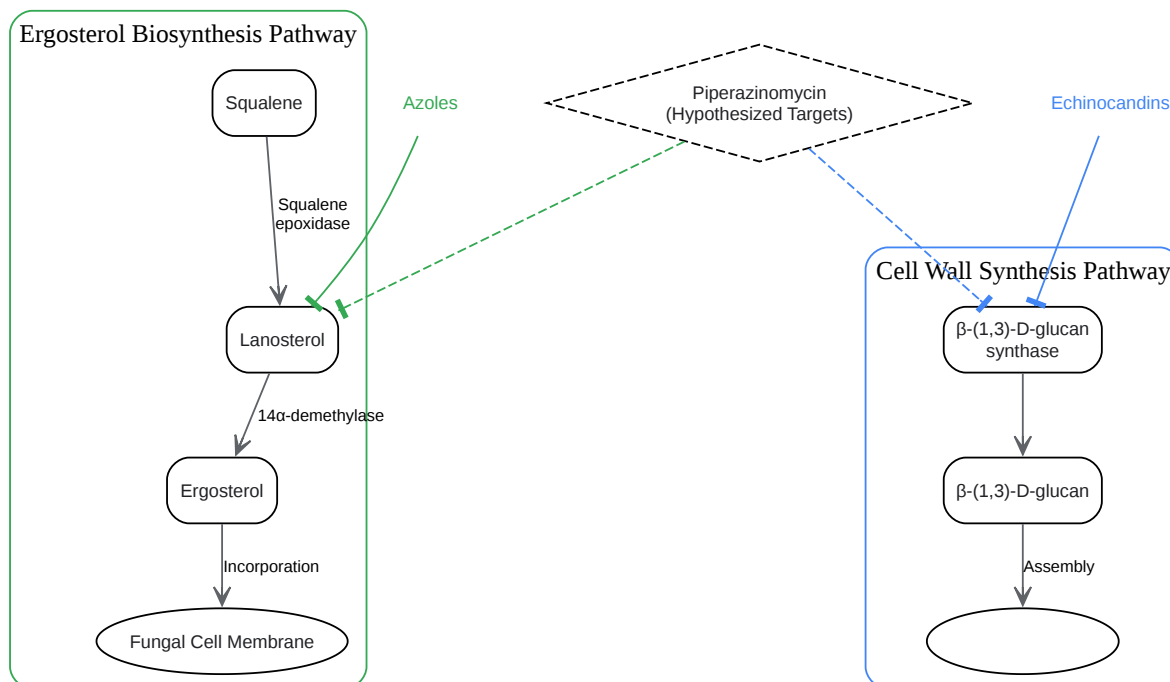 Ergosterol Biosynthesis Pathway
Squalene
Azoles
Piperazinomycin
(Hypothesized Targets)
Echinocandins
Squalene
epoxidase
Cell Wall Synthesis Pathway
Lanosterol
β-(1,3)-D-glucan
synthase
14α-demethylase
Ergosterol
β-(1,3)-D-glucan
Incorporation
Assembly
Fungal Cell Membrane